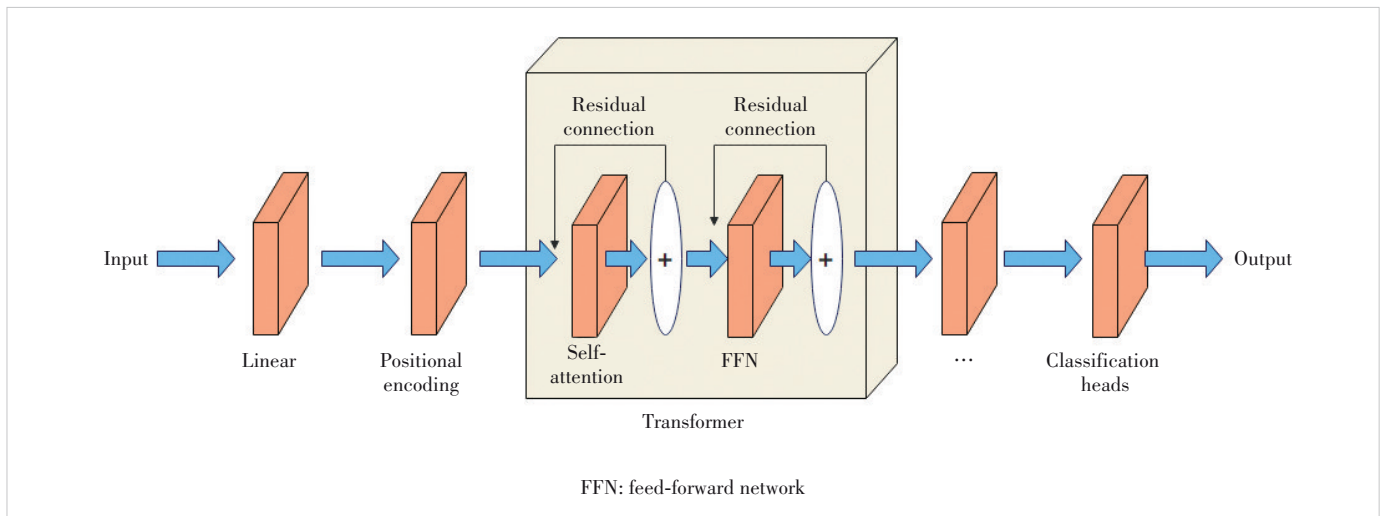 Residual
connection
Residual
connection
Input
+
+
Output
Linear
Positional
encoding
Self-
attention
FFN
...
Classification
heads
Transformer
FFN: feed-forward network